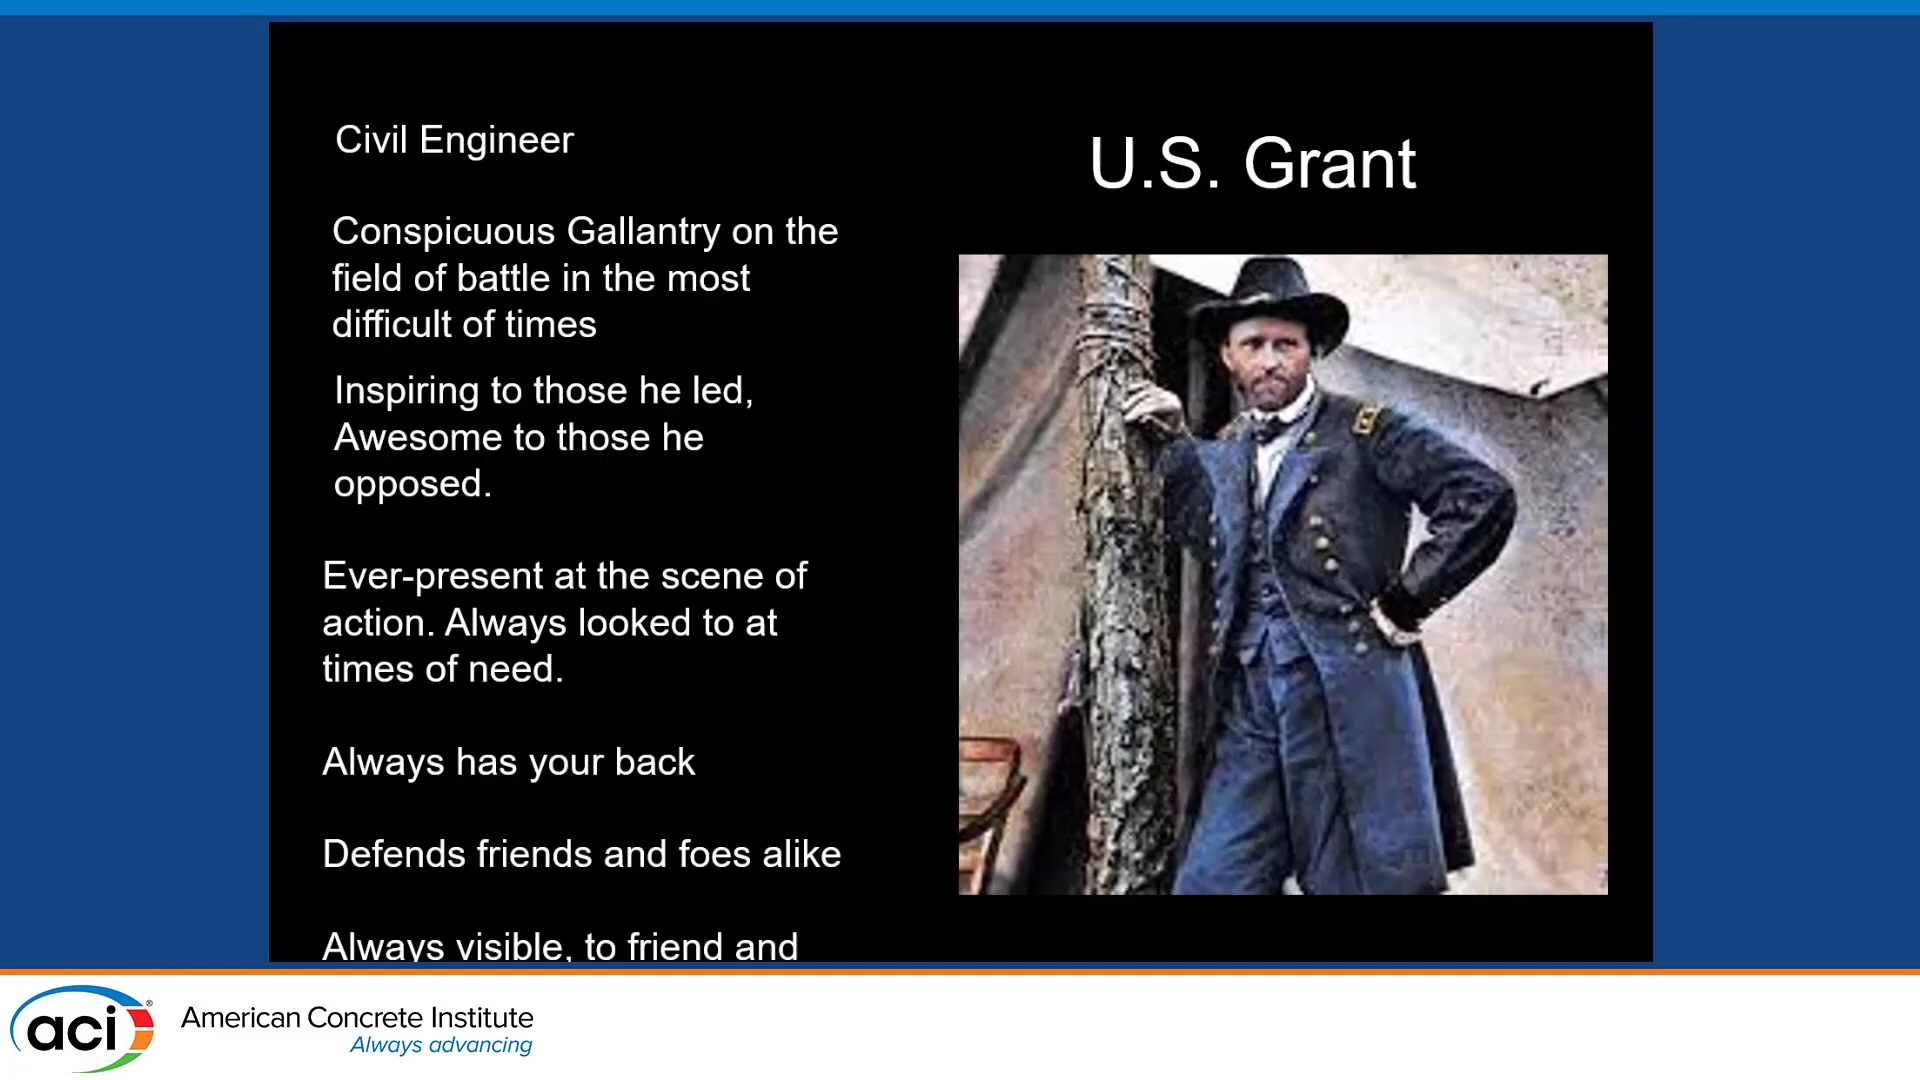 Civil Engineer
U.S. Grant
Conspicuous Gallantry on the
field of battle in the most
difficult of times
Inspiring to those he led,
Awesome to those he
opposed.
Ever-present at the scene of
action. Always looked to at
times of need.
Always has your back
Defends friends and foes alike
Always visible, to friend and
aci®
American Concrete Institute
Always advancing